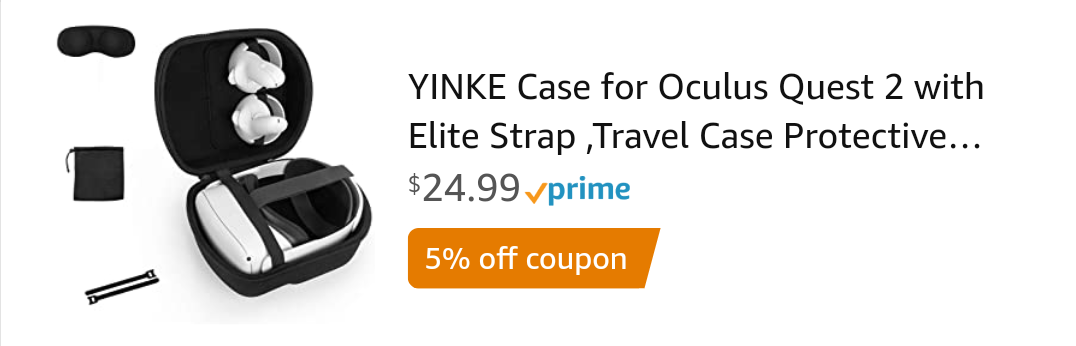 YINKE Case for Oculus Quest 2 with
Elite Strap ,Travel Case Protective...
$24.99 prime
5% off coupon